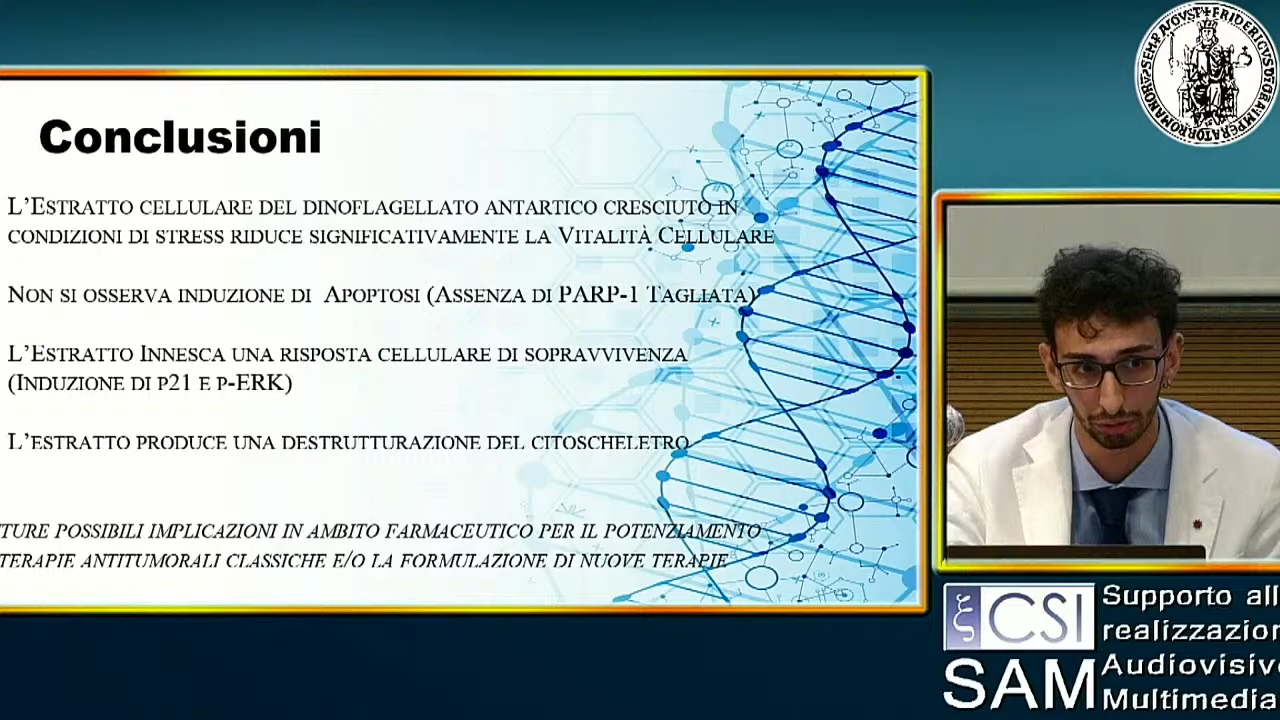 Conclusioni
L'ESTRATTO CELLULARE DEL DINOFLAGELLATO ANTARTICO CRESCIUTO IN
CONDIZIONI DI STRESS RIDUCE SIGNIFICATIVAMENTE LA VITALITÀ CELLULARE
NON SI OSSERVA INDUZIONE DI APOPTOSI (ASSENZA DI PARP-1 TAGLIATA)
L'ESTRATTO INNESCA UNA RISPOSTA CELLULARE DI SOPRAVVIVENZA
(INDUZIONE DI P21 E P-ERK)
L'ESTRATTO PRODUCE UNA DESTRUTTURAZIONE DEL CITOSCHELETRO
TURE POSSIBILI IMPLICAZIONI IN AMBITO FARMACEUTICO PER IL POTENZIAMENTO
TERAPIE ANTITUMORALI CLASSICHE E/O LA FORMULAZIONE DI NUOVE TERAPIE
CSI
SAM
Supporto all
realizzazion
Audiovisiv
Multimedia